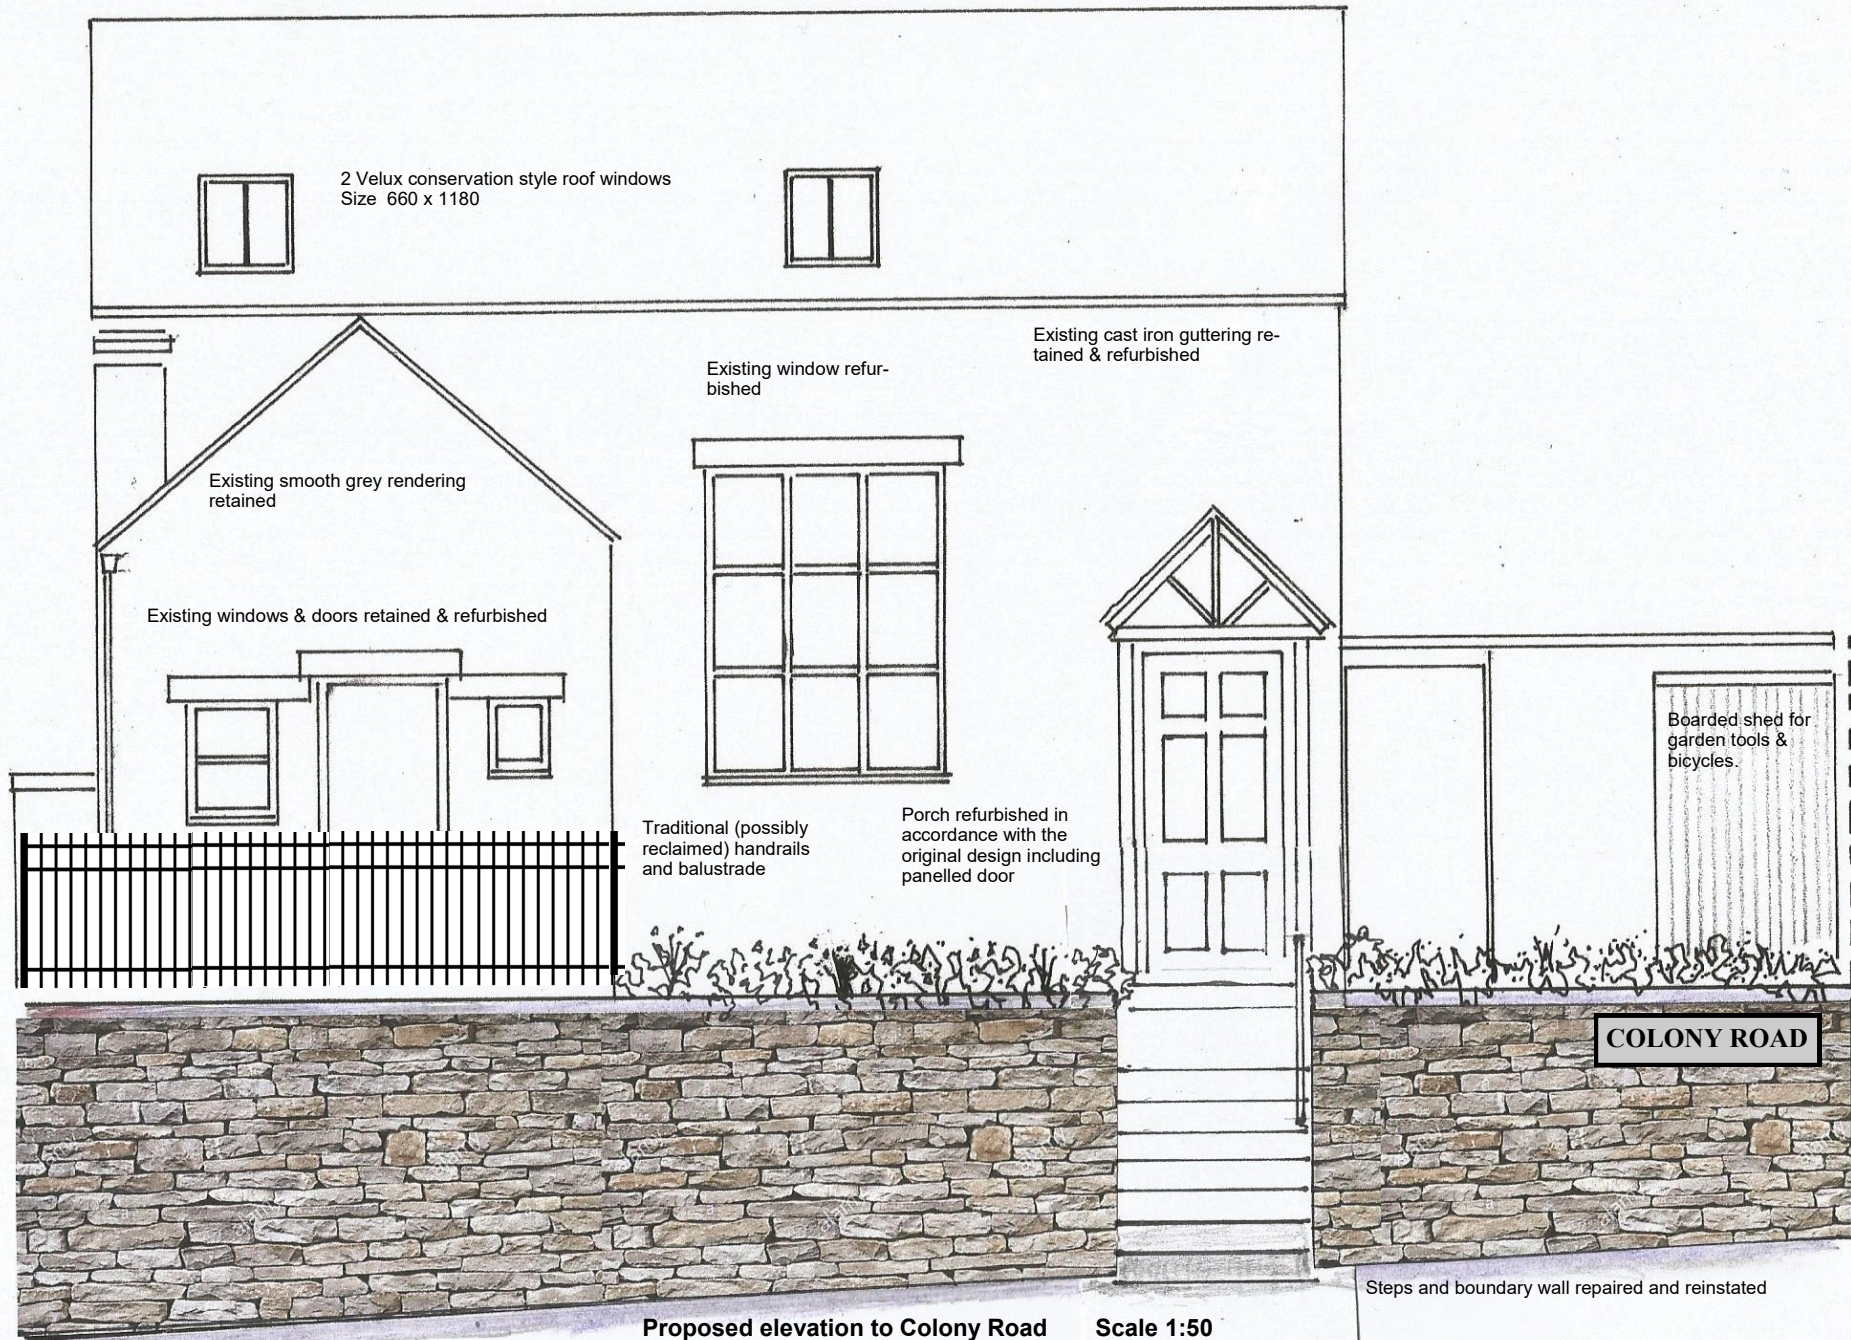 2 Velux conservation style roof windows
Size  660 x 1180
Existing cast iron guttering re-
tained & refurbished
Existing window refur-
bished
Existing smooth grey rendering
retained
Existing windows & doors retained & refurbished
Boarded shed for
garden tools &
bicycles.
Traditional (possibly
reclaimed) handrails
and balustrade
Porch refurbished in
accordance with the
original design including
panelled door
COLONY ROAD
Steps and boundary wall repaired and reinstated
Proposed elevation to Colony Road    Scale 1:50